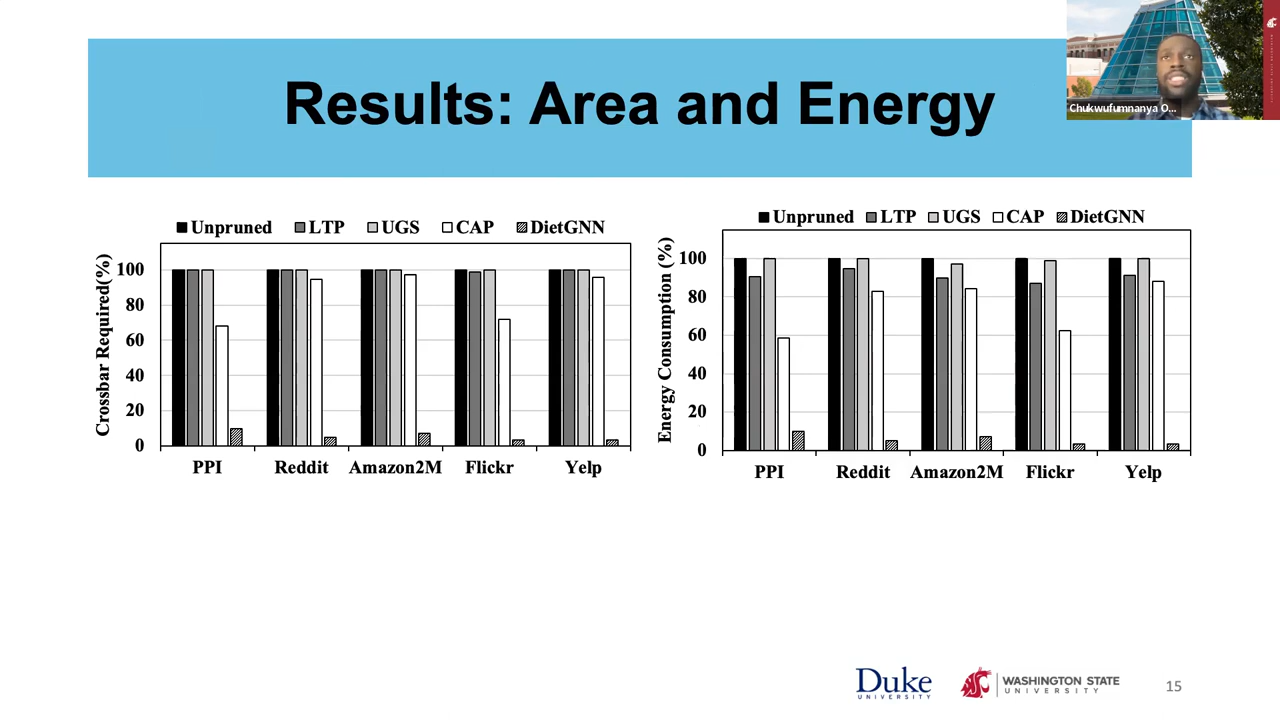 Results: Area and Energy
Chukwufumnanya O...
Unpruned LTP UGS CAP DietGNN
Crossbar Required(%)
100
80
60
40
20
0
PPI Reddit Amazon2M Flickr Yelp
Unpruned LTP UGS CAP DietGNN
Energy Consumption (%)
100
80
60
40
20
0
PPI Reddit Amazon2M Flickr Yelp
Duke
UNIVERSITY
WASHINGTON STATE
UNIVERSITY
15